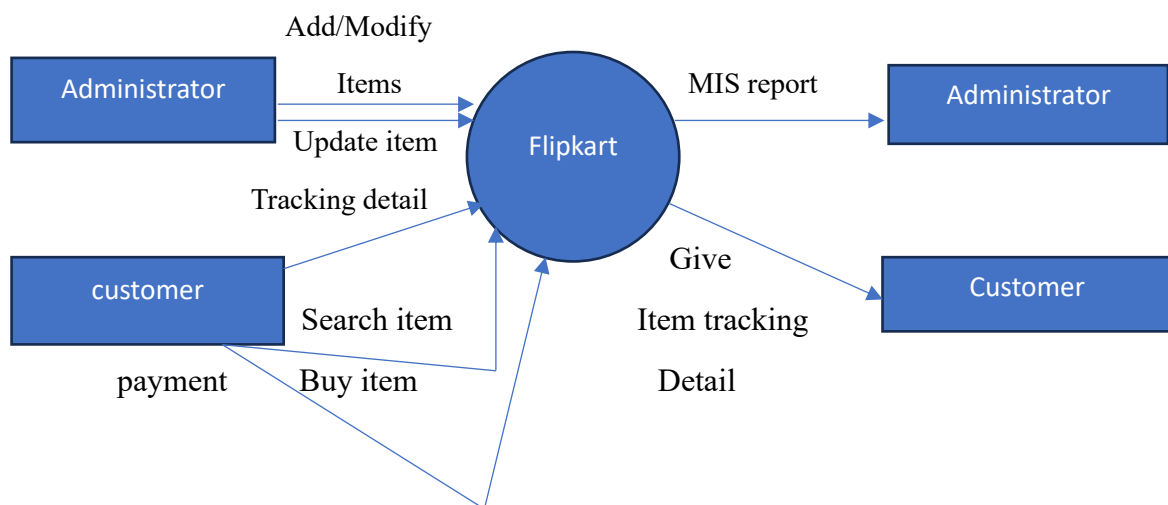 Add/Modify
Administrator
Items
MIS report
Administrator
Update item
Flipkart
Tracking detail
customer
Give
Customer
Search item
Item tracking
payment
Buy item
Detail